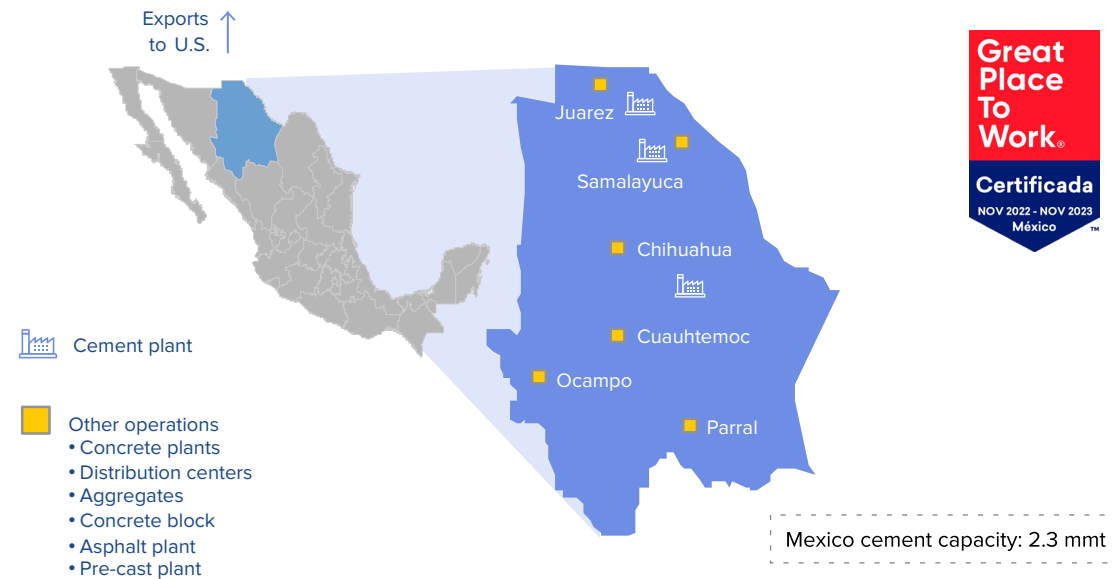 Exports
to U.S.
Great
Place
To
Work®
Certificada
NOV 2022 - NOV 2023
México
™
Juarez
Samalayuca
Chihuahua
Cuauhtemoc
Ocampo
Parral
Cement plant
Other operations
• Concrete plants
• Distribution centers
• Aggregates
• Concrete block
• Asphalt plant
• Pre-cast plant
Mexico cement capacity: 2.3 mmt